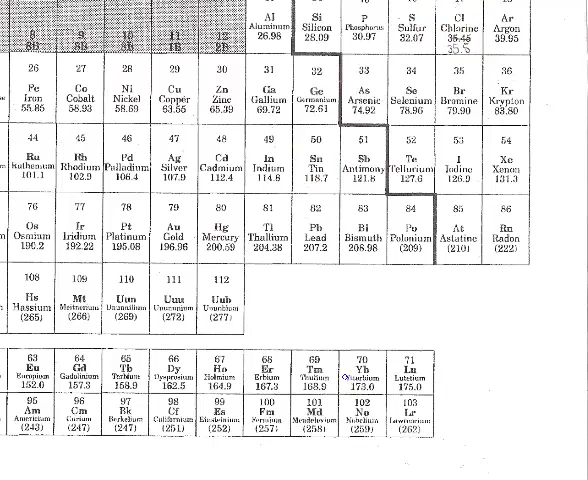 Al Si P S Cl Ar
Aluminum Silicon Phosphorus Sulfur Chlorine Argon
26.98 28.09 30.97 32.07 35.45 39.95
35.5
8 9 10 11 12
8B 8B 8B 1B 2B
26 27 28 29 30 31 32 33 34 35 36
Fe Co Ni Cu Zn Ga Ge As Se Br Kr
Iron Cobalt Nickel Copper Zinc Gallium Germanium Arsenic Selenium Bromine Krypton
55.85 58.93 58.69 63.55 65.39 69.72 72.61 74.92 78.96 79.90 83.80
44 45 46 47 48 49 50 51 52 53 54
Ru Rh Pd Ag Cd In Sn Sb Te I Xe
Ruthenium Rhodium Palladium Silver Cadmium Indium Tin Antimony Tellurium Iodine Xenon
101.1 102.9 106.4 107.9 112.4 114.8 118.7 121.8 127.6 126.9 131.3
76 77 78 79 80 81 82 83 84 85 86
Os Ir Pt Au Hg Tl Pb Bi Po At Rn
Osmium Iridium Platinum Gold Mercury Thallium Lead Bismuth Polonium Astatine Radon
190.2 192.22 195.08 196.96 200.59 204.38 207.2 208.98 (209) (210) (222)
108 109 110 111 112
Hs Mt Uun Uuu Uub
Hassium Meitnerium Ununnilium Unununium Ununbium
(265) (266) (269) (272) (277)
63 64 65 66 67 68 69 70 71
Eu Gd Tb Dy Ho Er Tm Yb Lu
Europium Gadolinium Terbium Dysprosium Holmium Erbium Thulium Ytterbium Lutetium
152.0 157.3 158.9 162.5 164.9 167.3 168.9 173.0 175.0
95 96 97 98 99 100 101 102 103
Am Cm Bk Cf Es Fm Md No Lr
Americium Curium Berkelium Californium Einsteinium Fermium Mendelevium Nobelium Lawrencium
(243) (247) (247) (251) (252) (257) (258) (259) (262)